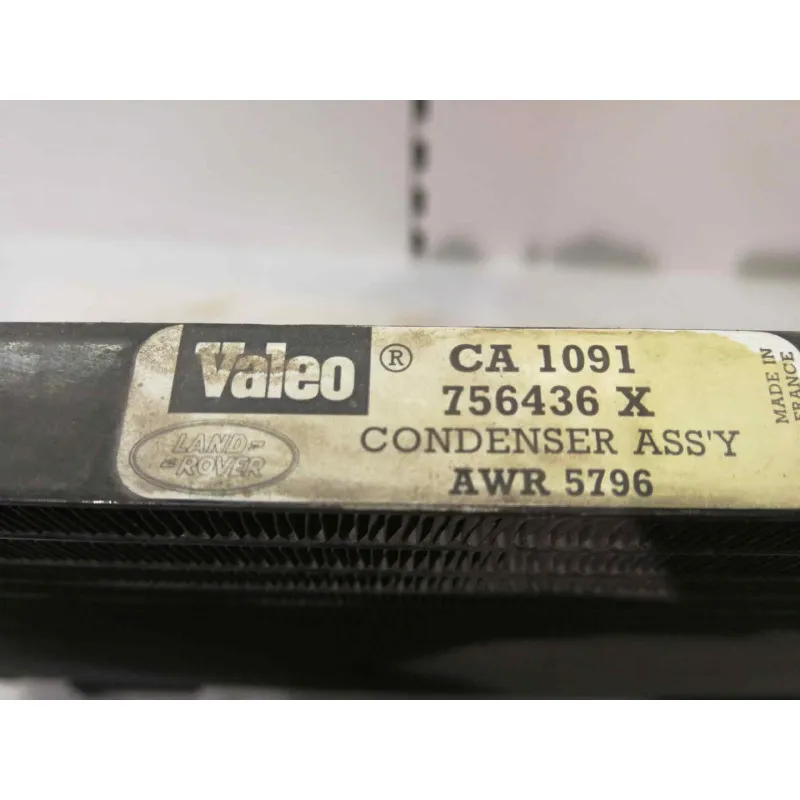 Valeo ® CA 1091
756436 X
LAND-
-ROVER
CONDENSER ASS'Y
AWR 5796
MADE IN
FRANCE